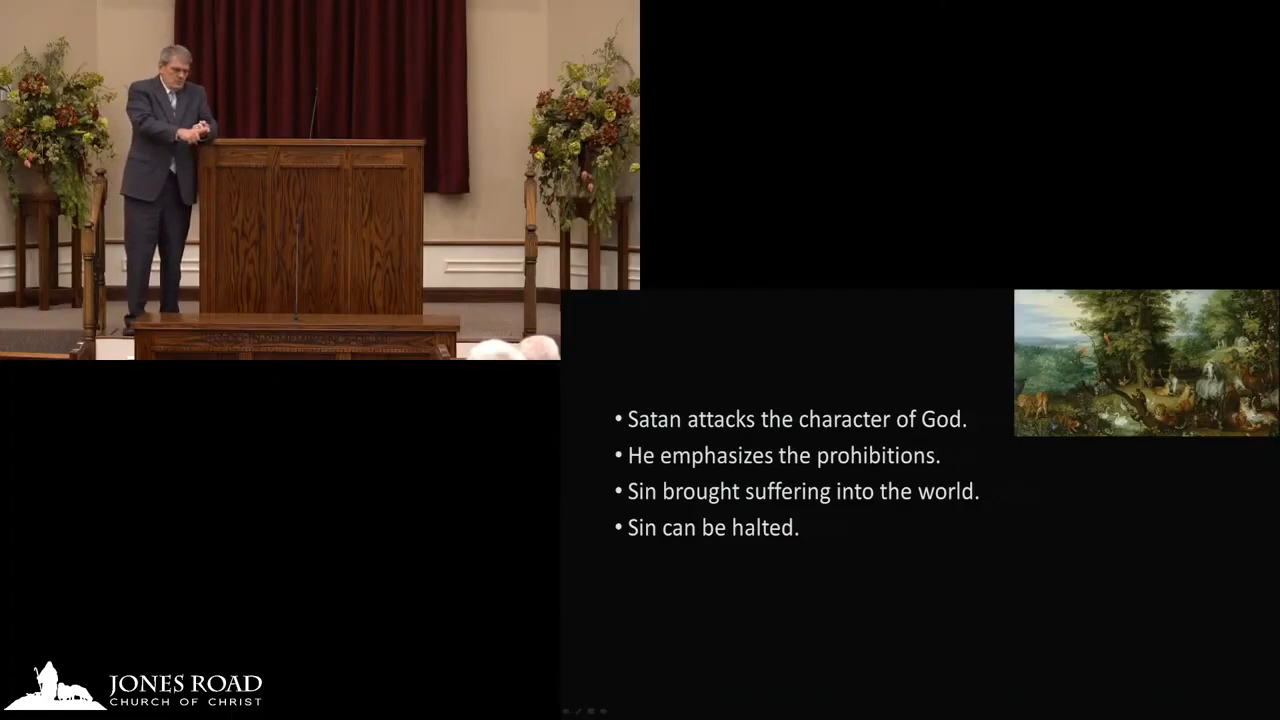 • Satan attacks the character of God.
• He emphasizes the prohibitions.
• Sin brought suffering into the world.
• Sin can be halted.
JONES ROAD
CHURCH OF CHRIST